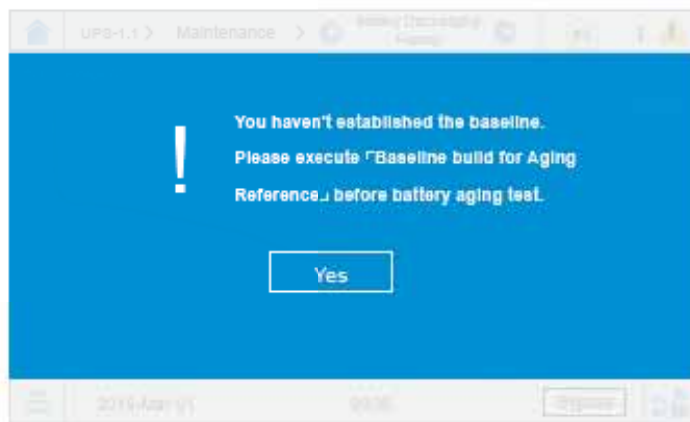 UPS-1.1 > Maintenance >
You haven't established the baseline.
Please execute「Baseline build for Aging
Reference」before battery aging test.
Yes